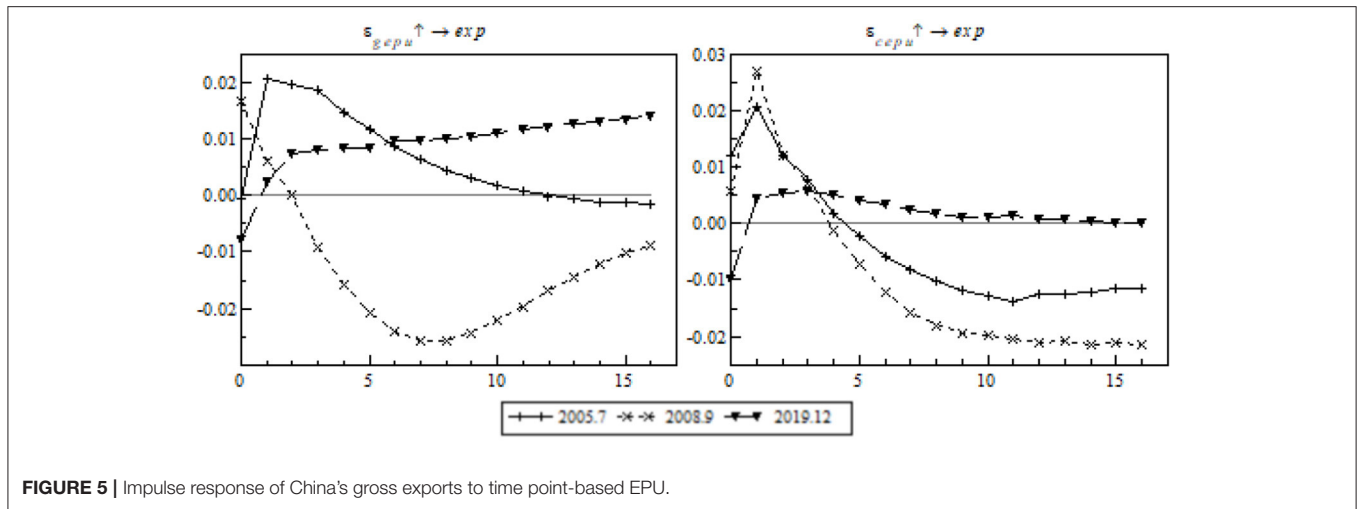 ε_gepu ↑ → exp
ε_cepu ↑ → exp
0.02
0.01
0.00
-0.01
-0.02
0 5 10 15
0.03
0.02
0.01
0.00
-0.01
-0.02
0 5 10 15
2005.7 2008.9 2019.12
FIGURE 5 | Impulse response of China's gross exports to time point-based EPU.